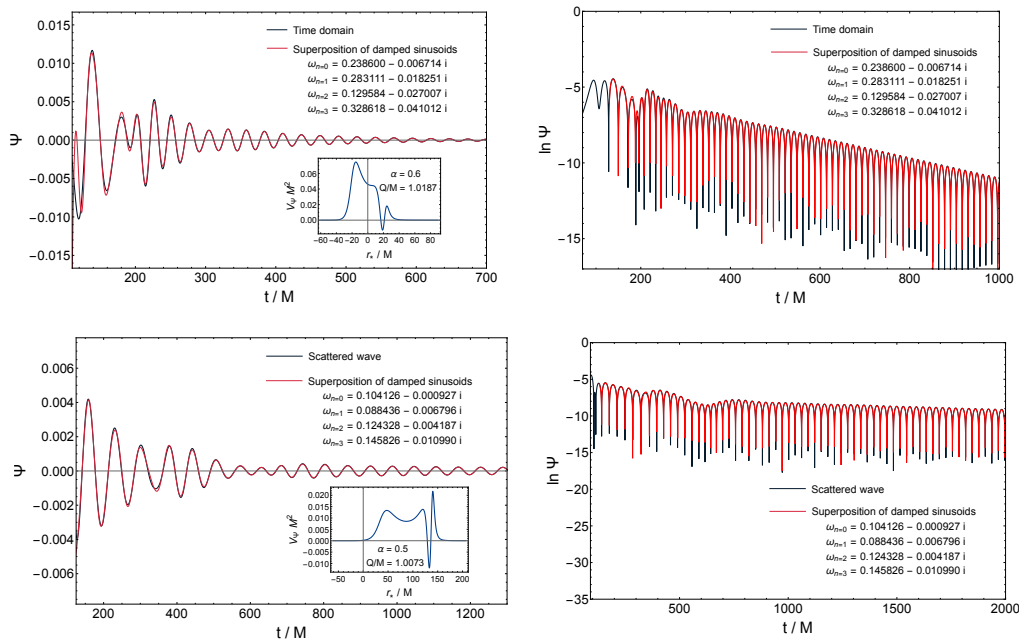 0.015
0.010
0.005
0.000
−0.005
−0.010
−0.015
Ψ
Time domain
Superposition of damped sinusoids
ω_{n=0} = 0.238600 − 0.006714 i
ω_{n=1} = 0.283111 − 0.018251 i
ω_{n=2} = 0.129584 − 0.027007 i
ω_{n=3} = 0.328618 − 0.041012 i
0.06
0.04
0.02
0.00
V_Ψ M²
α = 0.6
Q/M = 1.0187
−60 −40 −20 0 20 40 60 80
r_* / M
200 300 400 500 600 700
t / M
0
−5
−10
−15
ln Ψ
Time domain
Superposition of damped sinusoids
ω_{n=0} = 0.238600 − 0.006714 i
ω_{n=1} = 0.283111 − 0.018251 i
ω_{n=2} = 0.129584 − 0.027007 i
ω_{n=3} = 0.328618 − 0.041012 i
200 400 600 800 1000
t / M
0.006
0.004
0.002
0.000
−0.002
−0.004
−0.006
Ψ
Scattered wave
Superposition of damped sinusoids
ω_{n=0} = 0.104126 − 0.000927 i
ω_{n=1} = 0.088436 − 0.006796 i
ω_{n=2} = 0.124328 − 0.004187 i
ω_{n=3} = 0.145826 − 0.010990 i
0.020
0.015
0.010
0.005
0.000
−0.005
−0.010
V_Ψ M²
α = 0.5
Q/M = 1.0073
−50 0 50 100 150 200
r_* / M
200 400 600 800 1000 1200
t / M
0
−5
−10
−15
−20
−25
−30
−35
ln Ψ
Scattered wave
Superposition of damped sinusoids
ω_{n=0} = 0.104126 − 0.000927 i
ω_{n=1} = 0.088436 − 0.006796 i
ω_{n=2} = 0.124328 − 0.004187 i
ω_{n=3} = 0.145826 − 0.010990 i
500 1000 1500 2000
t / M